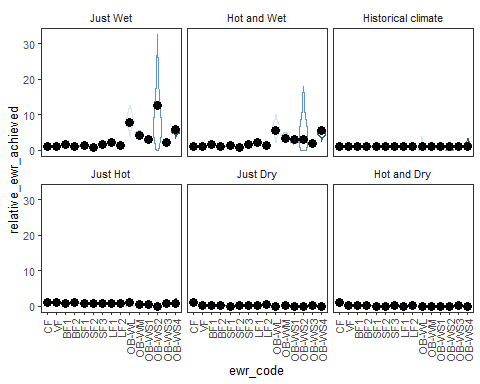 Just Wet Hot and Wet Historical climate
30
20
10
0
relative_ewr_achieved
Just Hot Just Dry Hot and Dry
30
20
10
0
CF VF BF1 BF2 SF1 SF2 SF3 LF1 LF2 OB-WL OB-WM OB-WS1 OB-WS2 OB-WS3 OB-WS4 CF VF BF1 BF2 SF1 SF2 SF3 LF1 LF2 OB-WL OB-WM OB-WS1 OB-WS2 OB-WS3 OB-WS4 CF VF BF1 BF2 SF1 SF2 SF3 LF1 LF2 OB-WL OB-WM OB-WS1 OB-WS2 OB-WS3 OB-WS4
ewr_code